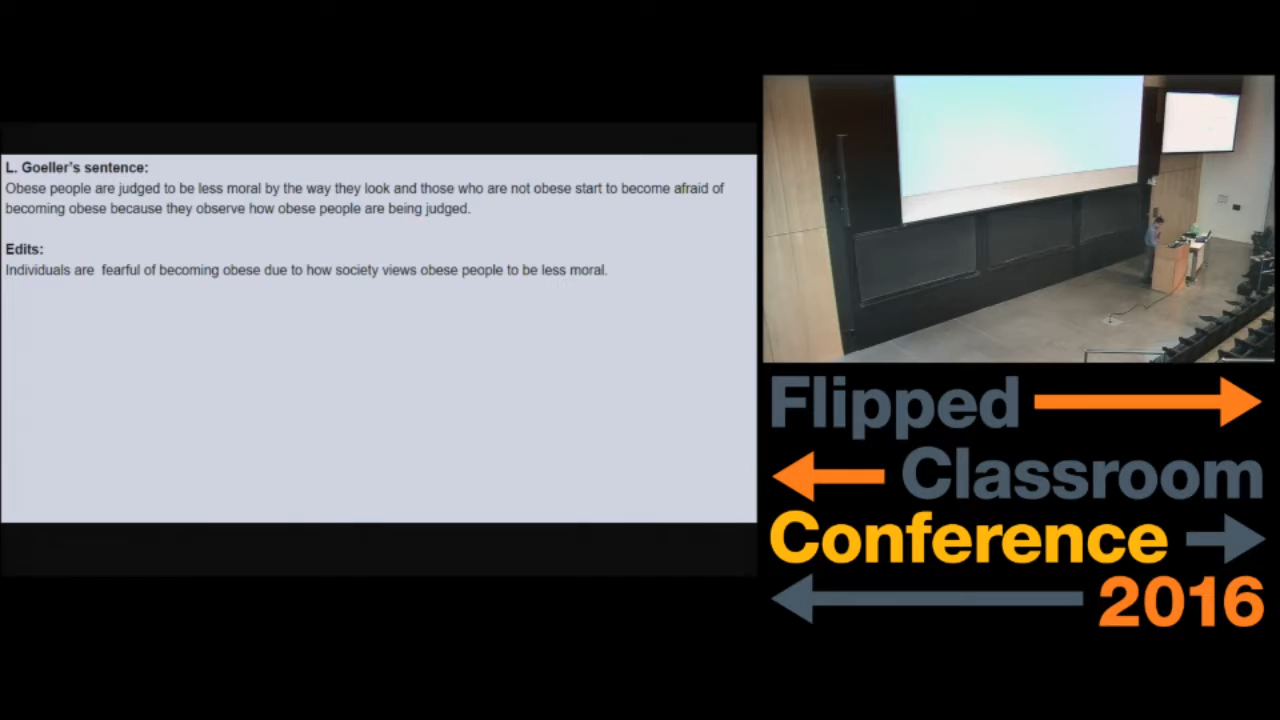 L. Goeller's sentence:
Obese people are judged to be less moral by the way they look and those who are not obese start to become afraid of
becoming obese because they observe how obese people are being judged.
Edits:
Individuals are  fearful of becoming obese due to how society views obese people to be less moral.
Flipped
Classroom
Conference
2016